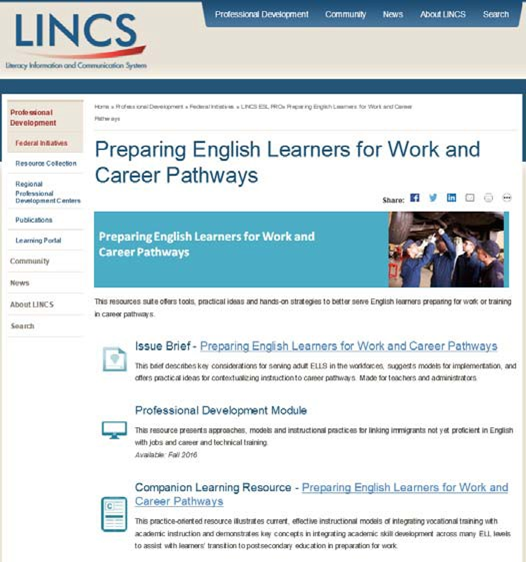 Professional Development Community News About LINCS Search
LINCS
Literacy Information and Communication System
Professional
Development
Federal Initiatives
Resource Collection
Regional
Professional
Development Centers
Publications
Learning Portal
Community
News
About LINCS
Search
Home » Professional Development » Federal Initiatives » LINCS ESL PRO» Preparing English Learners for Work and Career
Pathways
Preparing English Learners for Work and
Career Pathways
Share:
Preparing English Learners for Work and
Career Pathways
This resources suite offers tools, practical ideas and hands-on strategies to better serve English learners preparing for work or training
in career pathways.
Issue Brief - Preparing English Learners for Work and Career Pathways
This brief describes key considerations for serving adult ELLS in the workforces, suggests models for implementation, and
offers practical ideas for contextualizing instruction to career pathways. Made for teachers and administrators.
Professional Development Module
This resource presents approaches, models and instructional practices for linking immigrants not yet proficient in English
with jobs and career and technical training.
Available: Fall 2016
Companion Learning Resource - Preparing English Learners for Work and
Career Pathways
This practice-oriented resource illustrates current, effective instructional models of integrating vocational training with
academic instruction and demonstrates key concepts in integrating academic skill development across many ELL levels
to assist with learners' transition to postsecondary education in preparation for work.